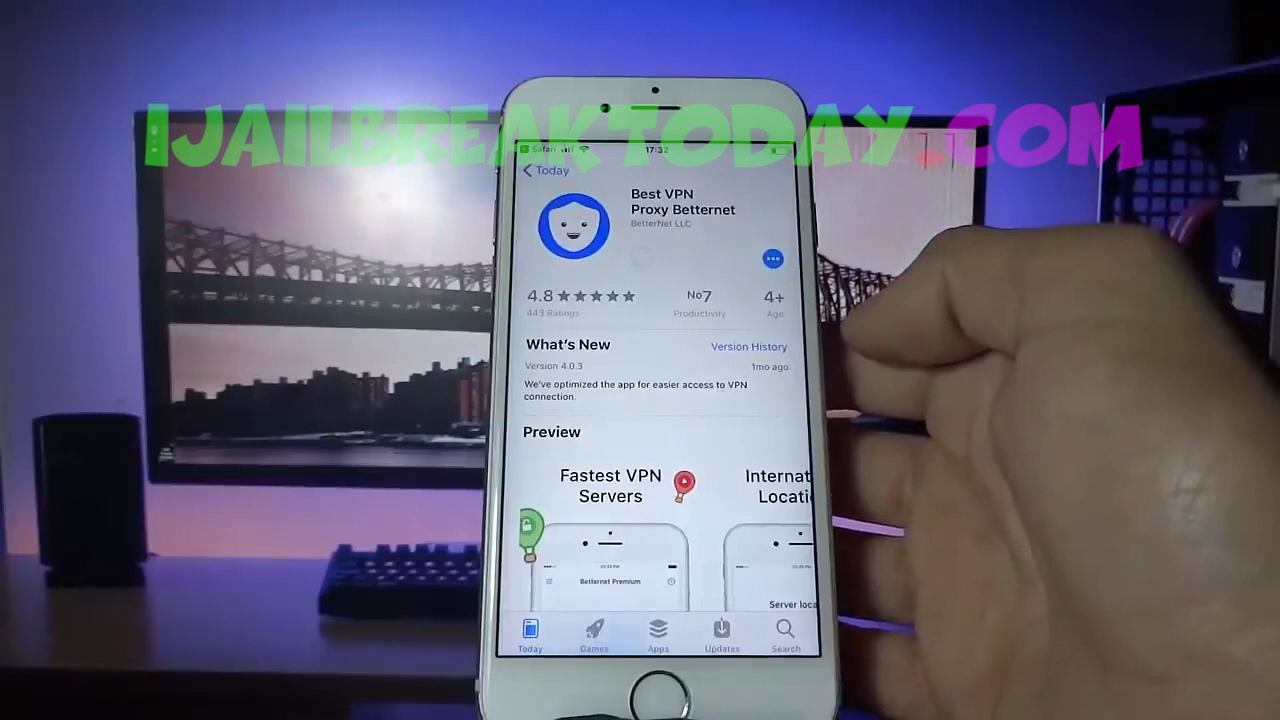 IJAILBREAKTODAY.COM
Safari 17:32
Today
Best VPN
Proxy Betternet
BetterNet LLC
4.8 No7 4+
443 Ratings Productivity Age
What's New Version History
Version 4.0.3 1mo ago
We've optimized the app for easier access to VPN
connection.
Preview
Fastest VPN Internat
Servers Locati
Betternet Premium
Server loca
Today Games Apps Updates Search